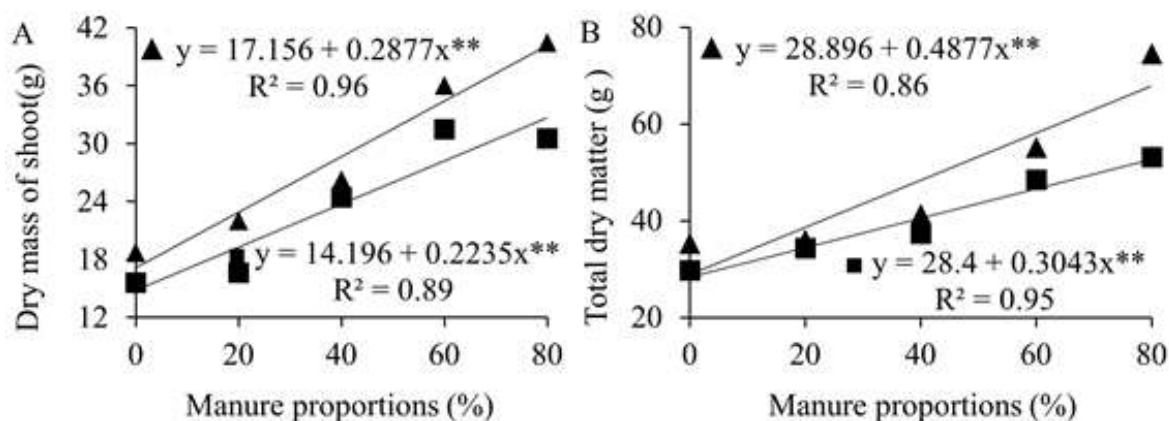 A
Dry mass of shoot(g)
42
36
30
24
18
12
y = 17.156 + 0.2877x**
R² = 0.96
y = 14.196 + 0.2235x**
R² = 0.89
0 20 40 60 80
Manure proportions (%)
B
Total dry matter (g )
80
60
40
20
y = 28.896 + 0.4877x**
R² = 0.86
y = 28.4 + 0.3043x**
R² = 0.95
0 20 40 60 80
Manure proportions (%)